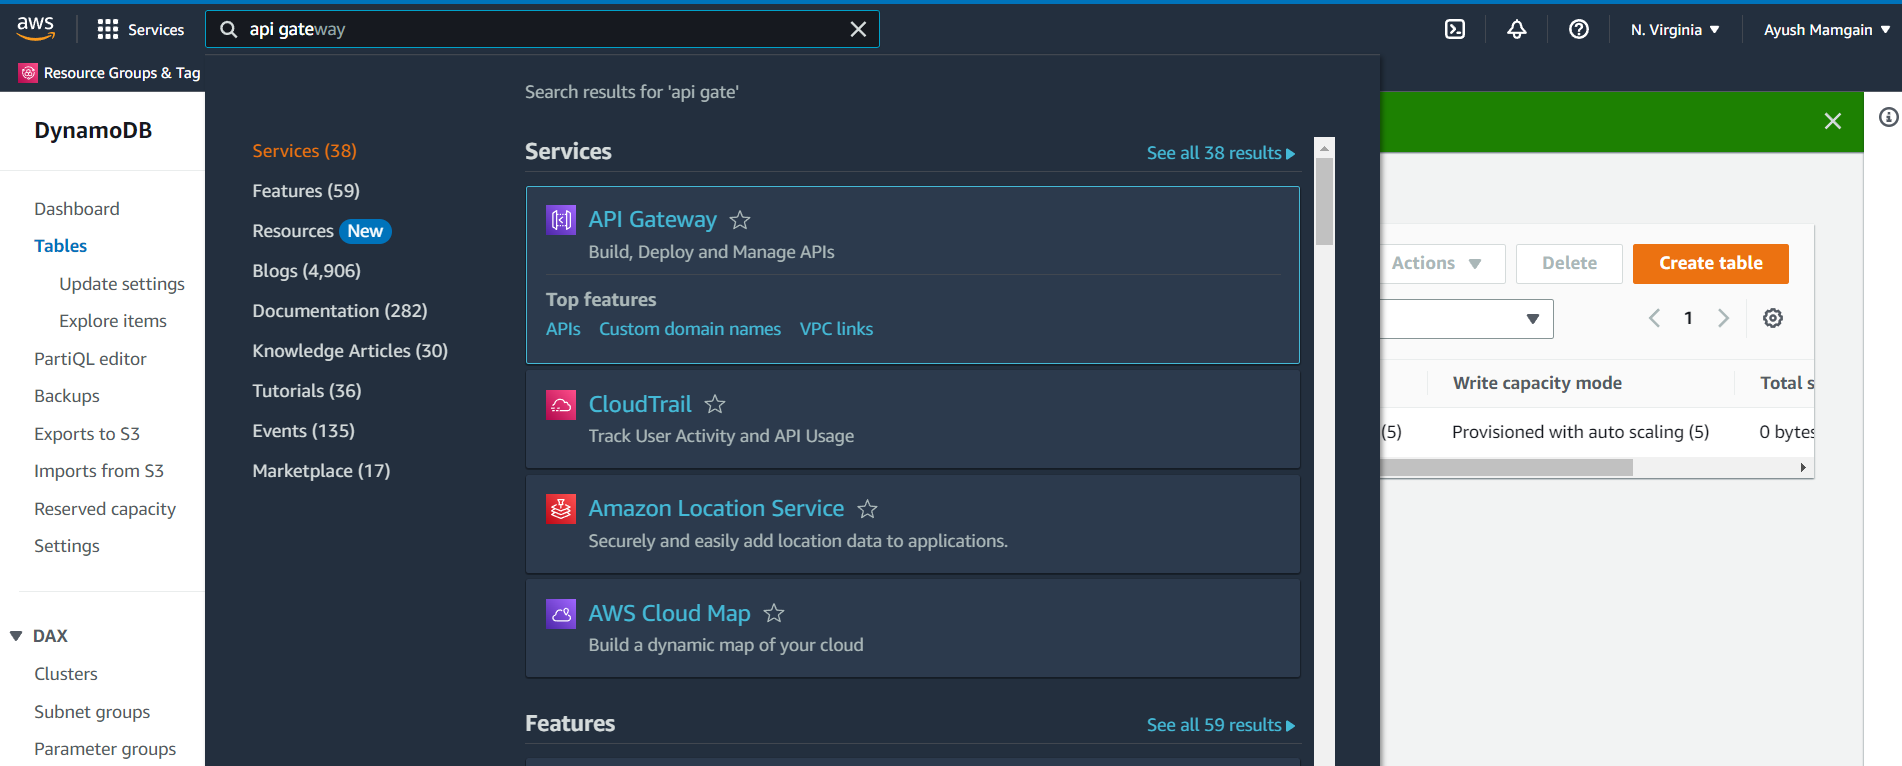 aws
Services
api gateway
N. Virginia
Ayush Mamgain
Resource Groups & Tag
Search results for 'api gate'
Services (38)
Features (59)
Resources New
Blogs (4,906)
Documentation (282)
Knowledge Articles (30)
Tutorials (36)
Events (135)
Marketplace (17)
Services
See all 38 results
API Gateway
Build, Deploy and Manage APIs
Top features
APIs Custom domain names VPC links
CloudTrail
Track User Activity and API Usage
Amazon Location Service
Securely and easily add location data to applications.
AWS Cloud Map
Build a dynamic map of your cloud
Features
See all 59 results
DynamoDB
Dashboard
Tables
Update settings
Explore items
PartiQL editor
Backups
Exports to S3
Imports from S3
Reserved capacity
Settings
DAX
Clusters
Subnet groups
Parameter groups
Actions
Delete
Create table
1
Write capacity mode
Total s
(5)
Provisioned with auto scaling (5)
0 bytes